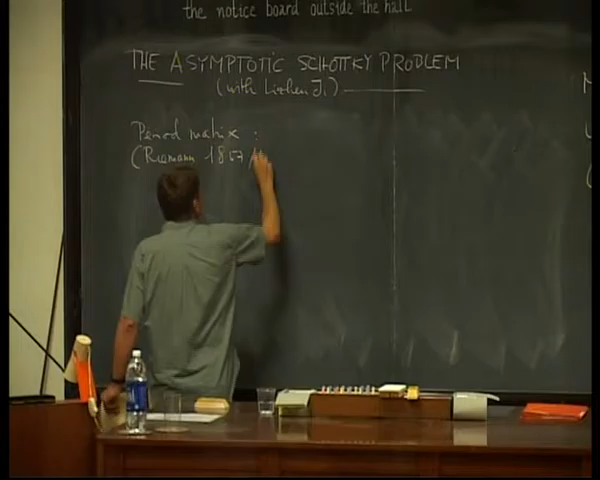 the notice board outside the hall
THE ASYMPTOTIC SCHOTTKY PROBLEM
(with Lizhen Ji)
Period matrix :
(Riemann 1857